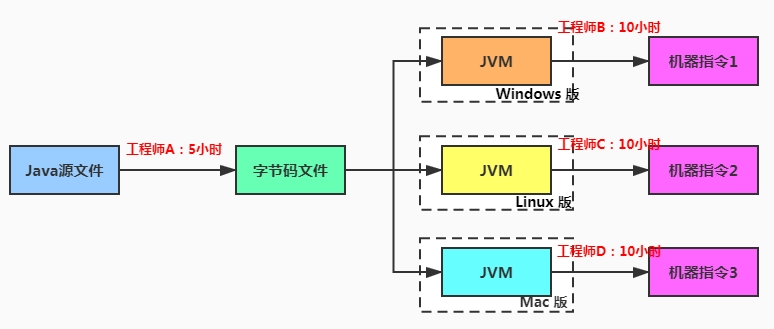 工程师B：10小时
JVM
机器指令1
Windows 版
Java源文件
工程师A：5小时
字节码文件
工程师C：10小时
JVM
机器指令2
Linux 版
工程师D：10小时
JVM
机器指令3
Mac 版